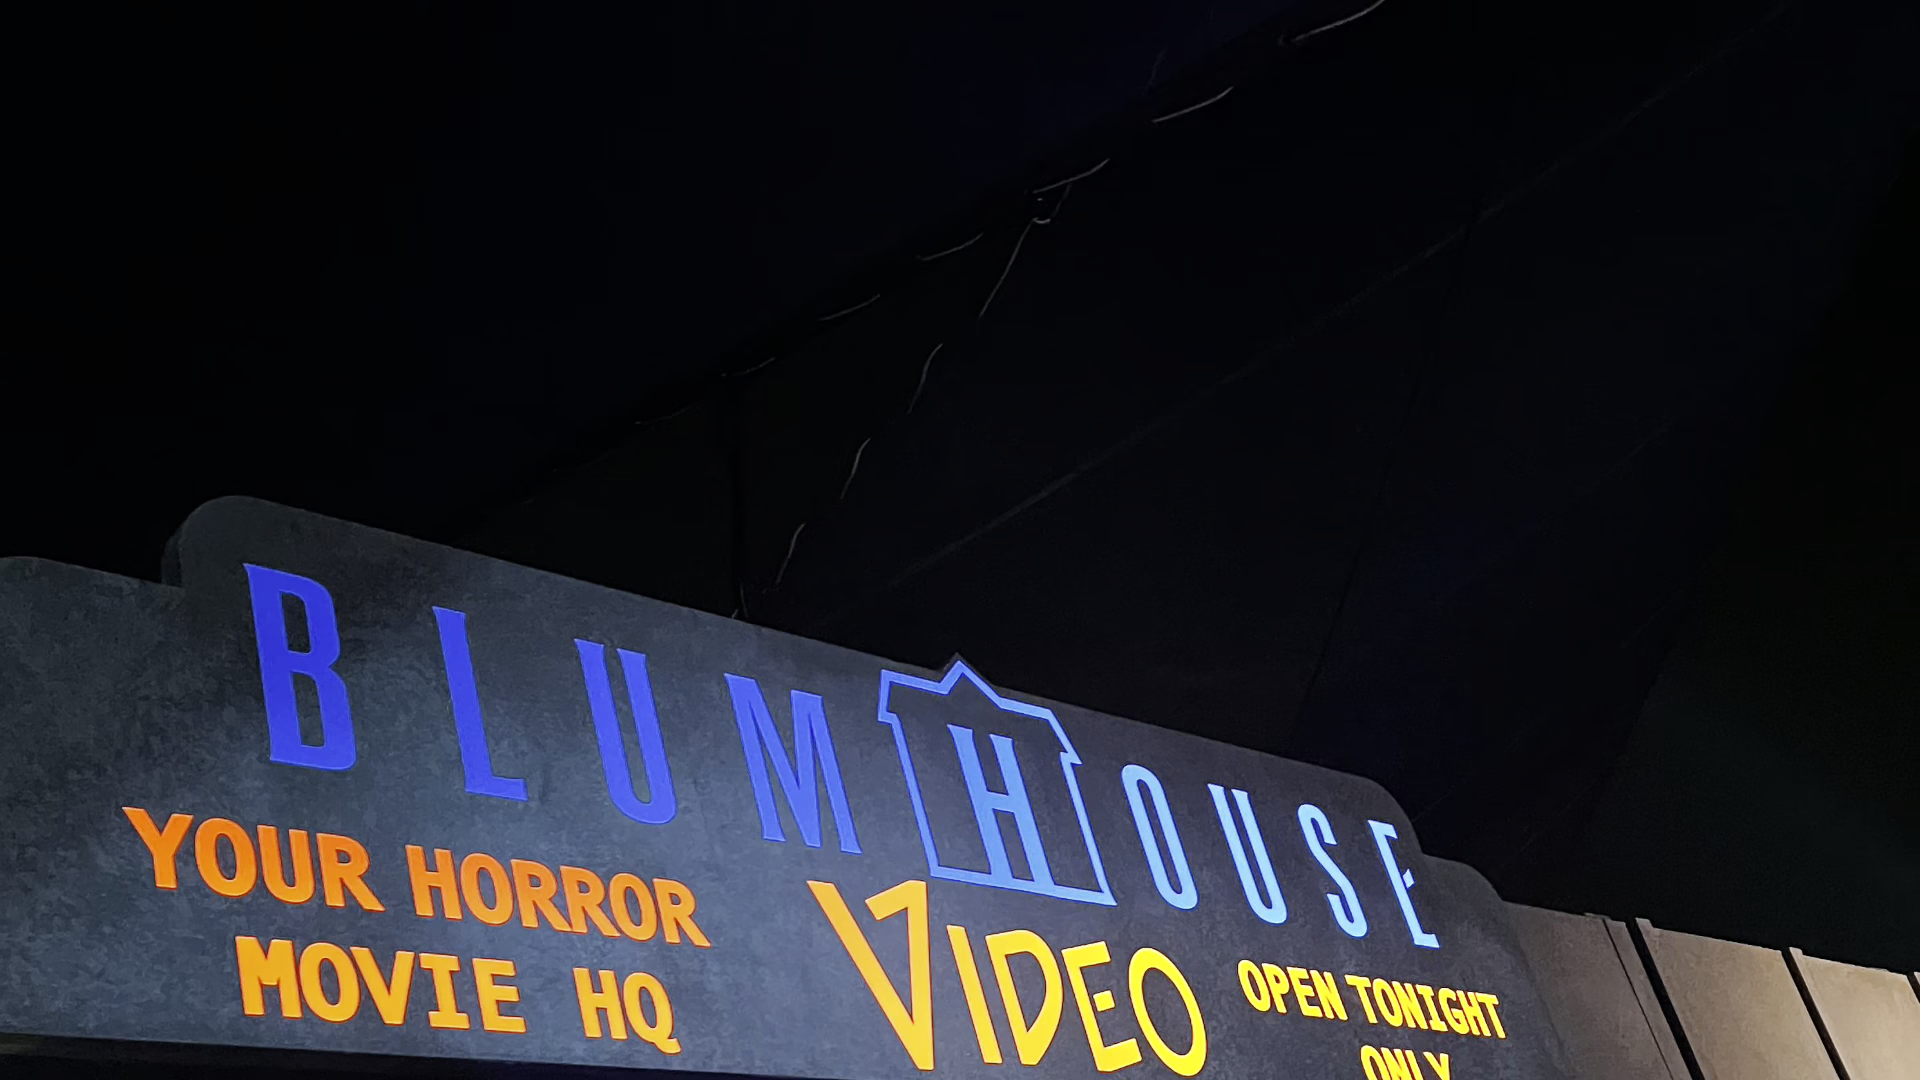 BLUMHOUSE
YOUR HORROR
MOVIE HQ
VIDEO
OPEN TONIGHT
ONLY